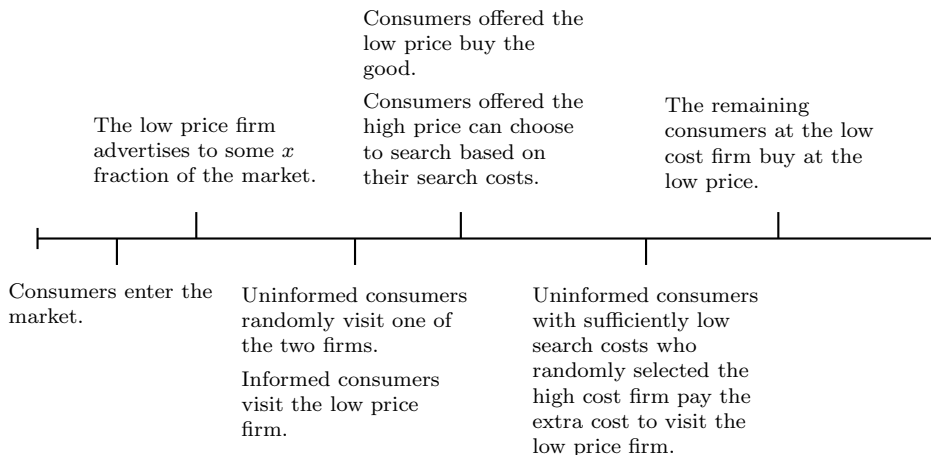 Consumers offered the
low price buy the
good.
Consumers offered the
high price can choose
to search based on
their search costs.
The low price firm
advertises to some x
fraction of the market.
The remaining
consumers at the low
cost firm buy at the
low price.
Consumers enter the
market.
Uninformed consumers
randomly visit one of
the two firms.
Informed consumers
visit the low price
firm.
Uninformed consumers
with sufficiently low
search costs who
randomly selected the
high cost firm pay the
extra cost to visit the
low price firm.